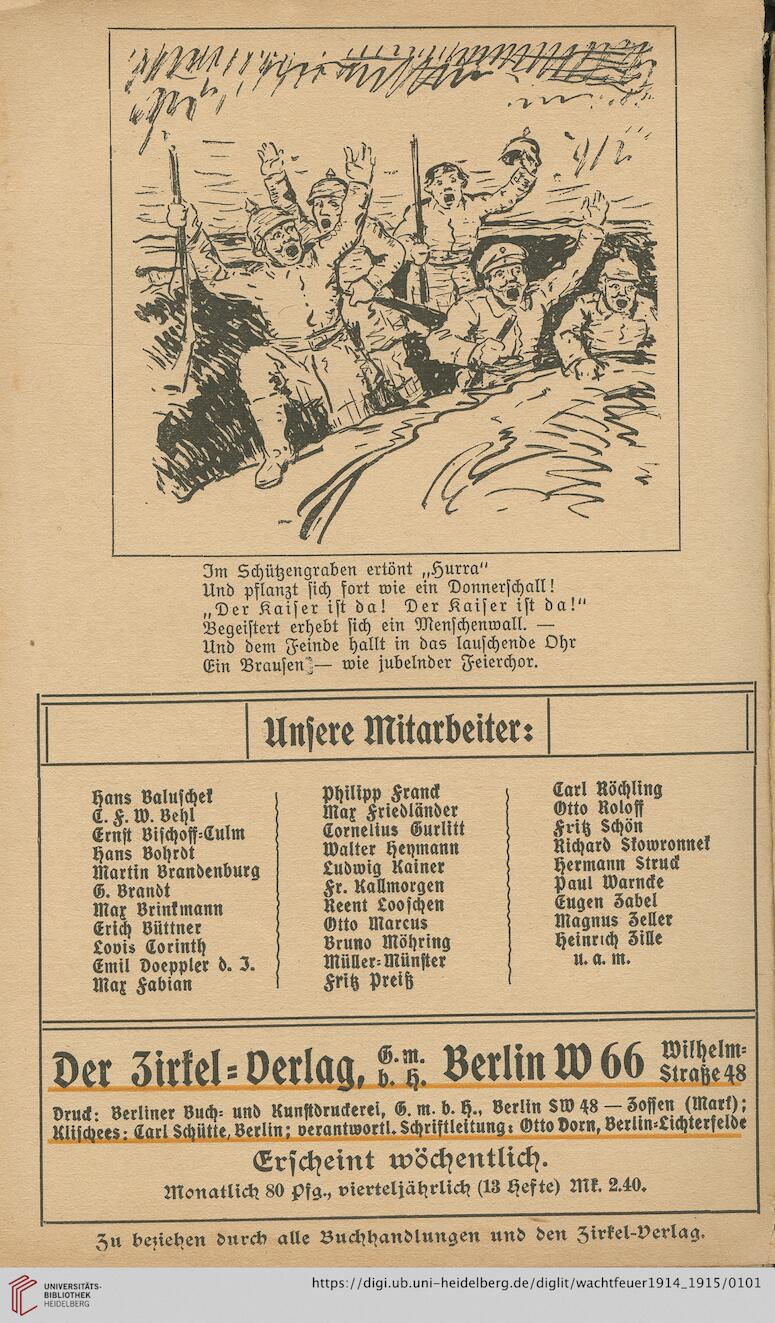 Im Schützengraben ertönt „Hurra“
Und pflanzt sich fort wie ein Donnerschall!
„Der Kaiser ist da! Der Kaiser ist da!“
Begeistert erhebt sich ein Menschenwall. —
Und dem Feinde hallt in das lauschende Ohr
Ein Brausen — wie jubelnder Feierchor.
Unsere Mitarbeiter:
Hans Baluschek
C. F. W. Behl
Ernst Bischoff-Culm
Hans Bohrdt
Martin Brandenburg
G. Brandt
Max Brinkmann
Erich Büttner
Lovis Corinth
Emil Doeppler d. J.
Max Fabian
Philipp Franck
Max Friedländer
Cornelius Gurlitt
Walter Heymann
Ludwig Kainer
Fr. Kallmorgen
Reent Looschen
Otto Marcus
Bruno Möhring
Müller-Münster
Fritz Preiß
Carl Röchling
Otto Roloff
Fritz Schön
Richard Skowronnek
Hermann Struck
Paul Warncke
Eugen Zabel
Magnus Zeller
Heinrich Zille
u. a. m.
Der Zirkel-Verlag, G. m. b. H. Berlin W 66 Wilhelm-Straße 48
Druck: Berliner Buch- und Kunstdruckerei, G. m. b. H., Berlin SW 48 — Zossen (Mark);
Klischees: Carl Schütte, Berlin; verantwortl. Schriftleitung: Otto Dorn, Berlin-Lichterfelde
Erscheint wöchentlich.
Monatlich 80 Pfg., vierteljährlich (13 Hefte) Mk. 2.40.
Zu beziehen durch alle Buchhandlungen und den Zirkel-Verlag.
UNIVERSITÄTS-
BIBLIOTHEK
HEIDELBERG
https://digi.ub.uni-heidelberg.de/diglit/wachtfeuer1914_1915/0101